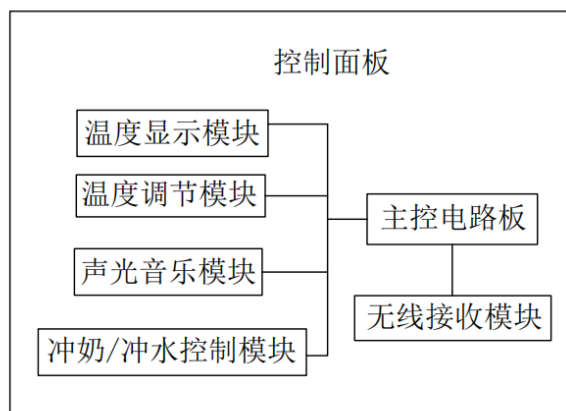 控制面板
温度显示模块
温度调节模块
主控电路板
声光音乐模块
无线接收模块
冲奶/冲水控制模块